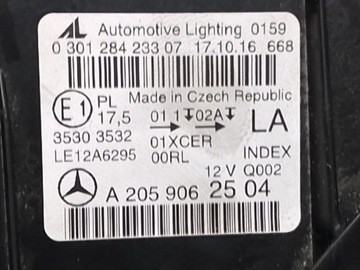 AL Automotive Lighting 0159
0 301 284 233 07 17.10.16 668
E1 PL Made in Czech Republic
17,5 01 1 02A LA
3530 3532 01XCER
LE12A6295 00RL INDEX
12 V Q002
A 205 906 25 04